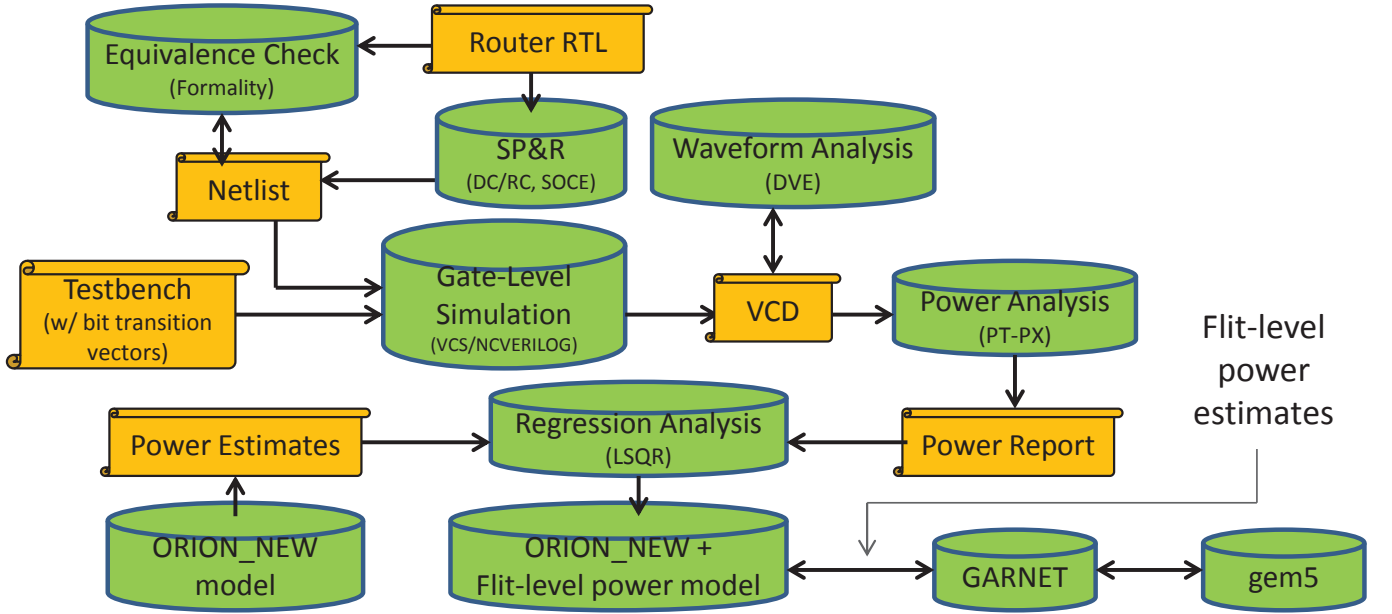 Equivalence Check
(Formality)
Router RTL
SP&R
(DC/RC, SOCE)
Waveform Analysis
(DVE)
Netlist
Testbench
(w/ bit transition
vectors)
Gate-Level
Simulation
(VCS/NCVERILOG)
VCD
Power Analysis
(PT-PX)
Flit-level
power
estimates
Power Estimates
Regression Analysis
(LSQR)
Power Report
ORION_NEW
model
ORION_NEW +
Flit-level power model
GARNET
gem5